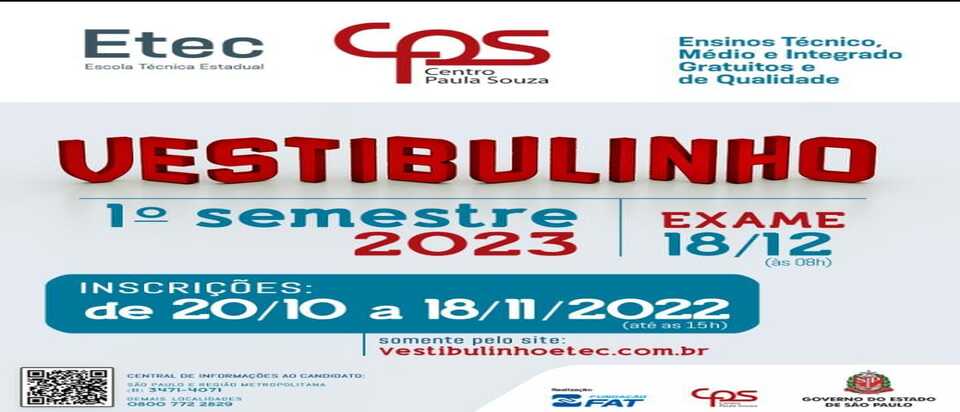 Etec
Escola Técnica Estadual
CPS
Centro
Paula Souza
Ensinos Técnico,
Médio e Integrado
Gratuitos e
de Qualidade
VESTIBULINHO
1º semestre
2023
EXAME
18/12
(às 08h)
INSCRIÇÕES:
de 20/10 a 18/11/2022
(até as 15h)
somente pelo site:
vestibulinhoetec.com.br
CENTRAL DE INFORMAÇÕES AO CANDIDATO:
SÃO PAULO E REGIÃO METROPOLITANA
(11) 3471-4071
DEMAIS LOCALIDADES
0800 772 2829
Realização:
FUNDAÇÃO
FAT
CPS
Centro
Paula Souza
GOVERNO DO ESTADO
DE SÃO PAULO